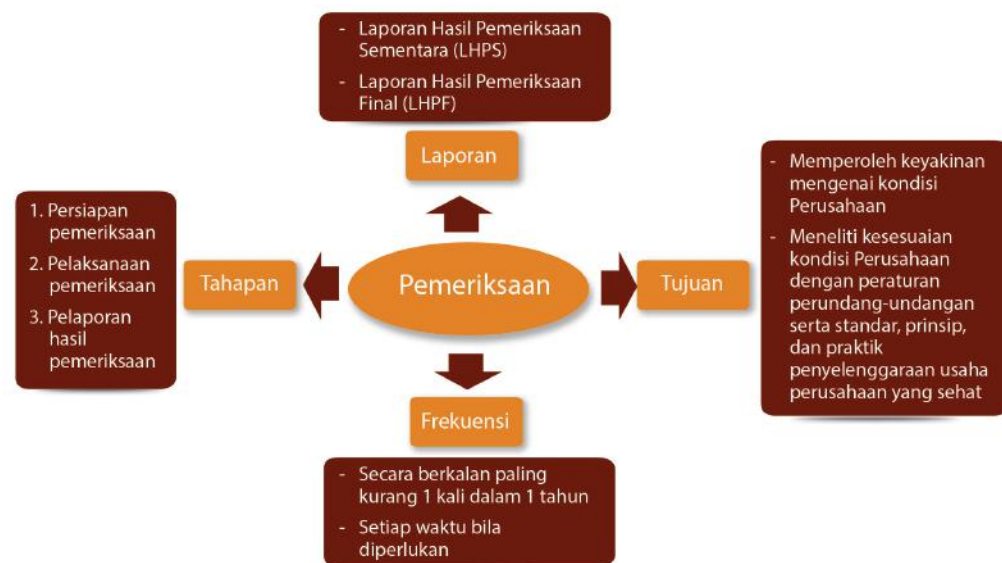 - Laporan Hasil Pemeriksaan
Sementara (LHPS)
- Laporan Hasil Pemeriksaan
Final (LHPF)
Laporan
1. Persiapan
pemeriksaan
2. Pelaksanaan
pemeriksaan
3. Pelaporan
hasil
pemeriksaan
Tahapan
Pemeriksaan
Tujuan
- Memperoleh keyakinan
mengenai kondisi
Perusahaan
- Meneliti kesesuaian
kondisi Perusahaan
dengan peraturan
perundang-undangan
serta standar, prinsip,
dan praktik
penyelenggaraan usaha
perusahaan yang sehat
Frekuensi
- Secara berkalan paling
kurang 1 kali dalam 1 tahun
- Setiap waktu bila
diperlukan